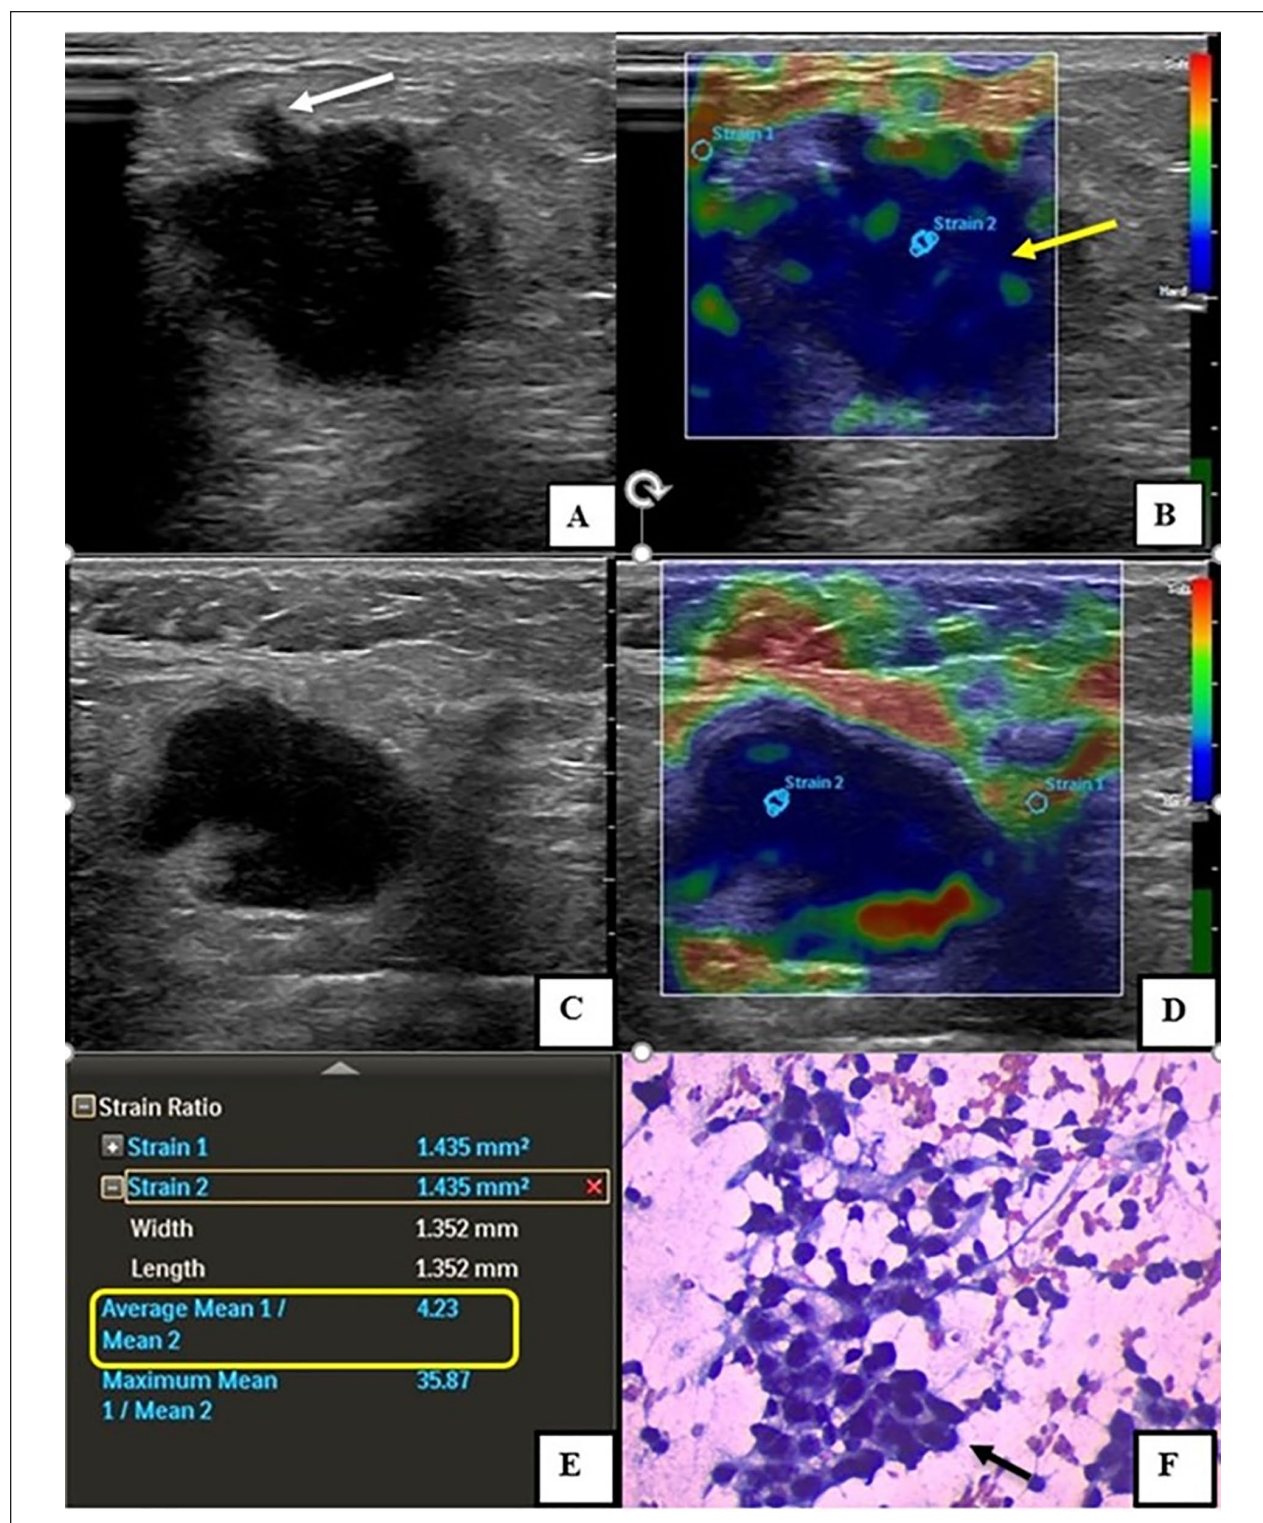 Soft
Strain 1
Strain 2
Hard
A
B
Soft
Strain 2
Strain 1
C
D
Strain Ratio
Strain 1 1.435 mm²
Strain 2 1.435 mm²
Width 1.352 mm
Length 1.352 mm
Average Mean 1 / 4.23
Mean 2
Maximum Mean 35.87
1 / Mean 2
E
F